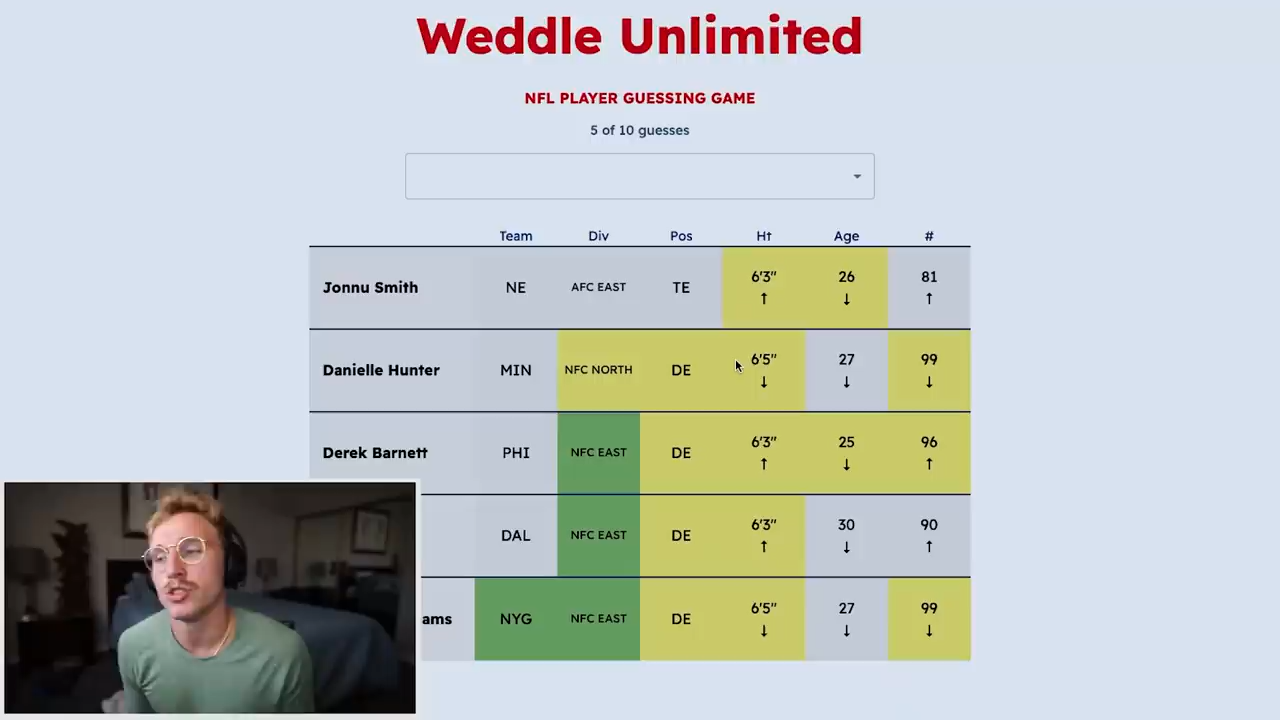 Weddle Unlimited
NFL PLAYER GUESSING GAME
5 of 10 guesses
Team Div Pos Ht Age #
Jonnu Smith NE AFC EAST TE 6'3" 26 81
↑ ↓ ↑
Danielle Hunter MIN NFC NORTH DE 6'5" 27 99
↓ ↓ ↓
Derek Barnett PHI NFC EAST DE 6'3" 25 96
↑ ↓ ↑
DAL NFC EAST DE 6'3" 30 90
↑ ↓ ↑
ams NYG NFC EAST DE 6'5" 27 99
↓ ↓ ↓